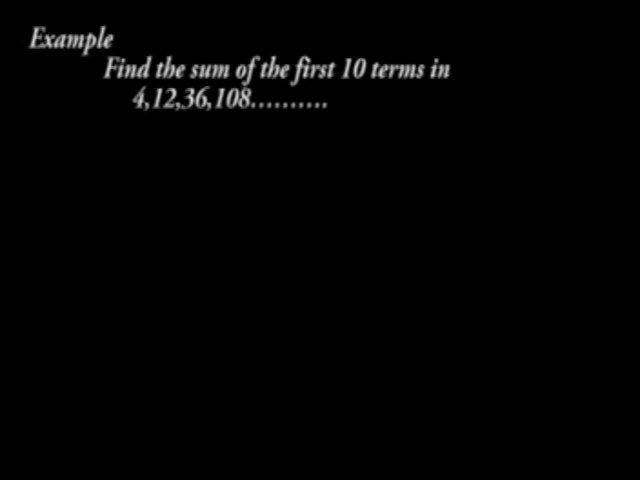 Example
Find the sum of the first 10 terms in
4,12,36,108..........